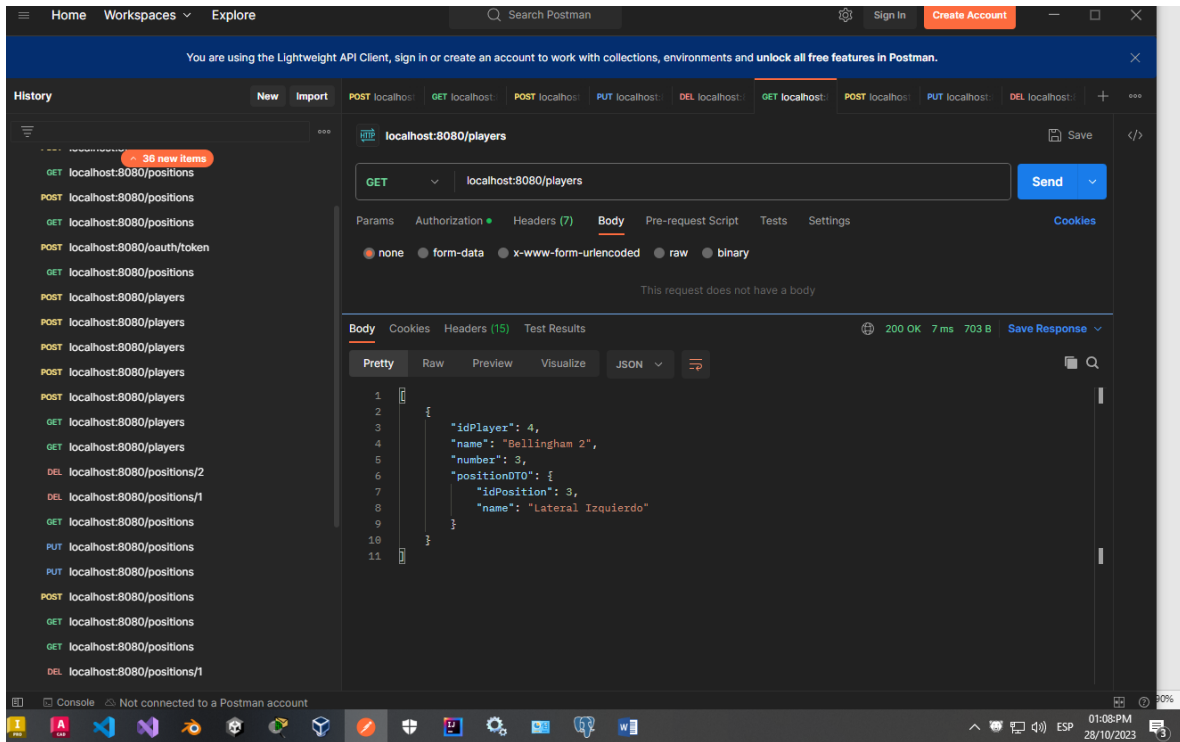 Home Workspaces Explore Search Postman Sign In Create Account
You are using the Lightweight API Client, sign in or create an account to work with collections, environments and unlock all free features in Postman.
History New Import
POST localhost GET localhost: POST localhost PUT localhost: DEL localhost: GET localhost: POST localhost PUT localhost: DEL localhost:
HTTP localhost:8080/players Save
36 new items
GET localhost:8080/positions
POST localhost:8080/positions
GET localhost:8080/positions
POST localhost:8080/oauth/token
GET localhost:8080/positions
POST localhost:8080/players
POST localhost:8080/players
POST localhost:8080/players
POST localhost:8080/players
POST localhost:8080/players
GET localhost:8080/players
GET localhost:8080/players
DEL localhost:8080/positions/2
DEL localhost:8080/positions/1
GET localhost:8080/positions
PUT localhost:8080/positions
PUT localhost:8080/positions
POST localhost:8080/positions
GET localhost:8080/positions
GET localhost:8080/positions
DEL localhost:8080/positions/1
GET localhost:8080/players Send
Params Authorization Headers (7) Body Pre-request Script Tests Settings Cookies
none form-data x-www-form-urlencoded raw binary
This request does not have a body
Body Cookies Headers (15) Test Results 200 OK 7 ms 703 B Save Response
Pretty Raw Preview Visualize JSON
1 [
2 {
3 "idPlayer": 4,
4 "name": "Bellingham 2",
5 "number": 3,
6 "positionDTO": {
7 "idPosition": 3,
8 "name": "Lateral Izquierdo"
9 }
10 }
11 ]
Console Not connected to a Postman account
90%
ESP 01:08:PM
28/10/2023
3